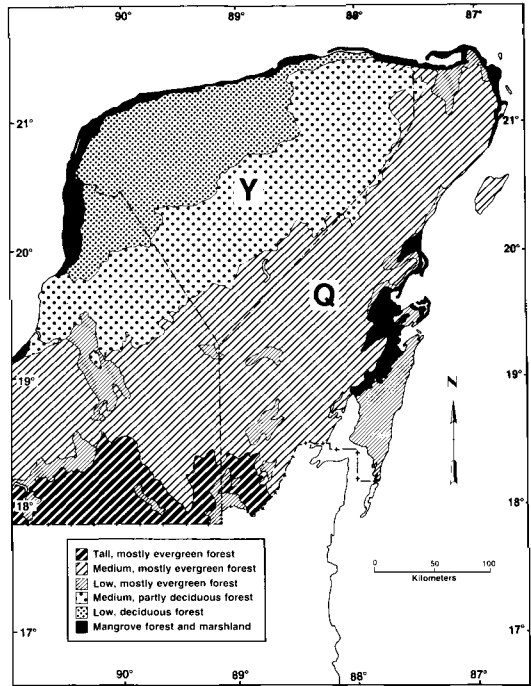 90° 89° 88° 87°
21° 21°
Y
20° 20°
Q
19° 19°
N
18° 18°
Tall, mostly evergreen forest
Medium, mostly evergreen forest
Low, mostly evergreen forest
Medium, partly deciduous forest
Low, deciduous forest
Mangrove forest and marshland
0 50 100
Kilometers
17° 17°
90° 89° 88° 87°